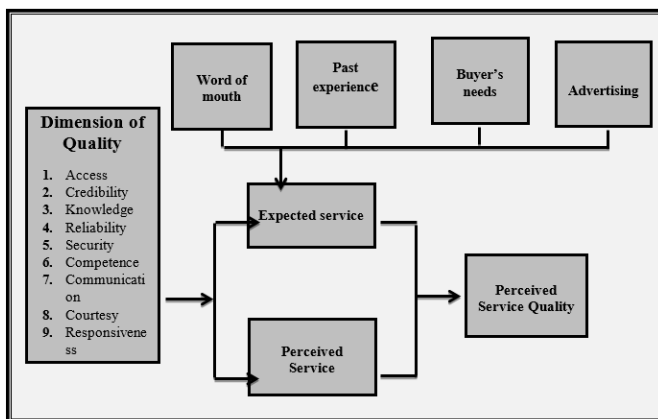 Word of
mouth
Past
experience
Buyer's
needs
Advertising
Dimension of
Quality
1. Access
2. Credibility
3. Knowledge
4. Reliability
5. Security
6. Competence
7. Communicati
on
8. Courtesy
9. Responsivene
ss
Expected service
Perceived
Service
Perceived
Service Quality